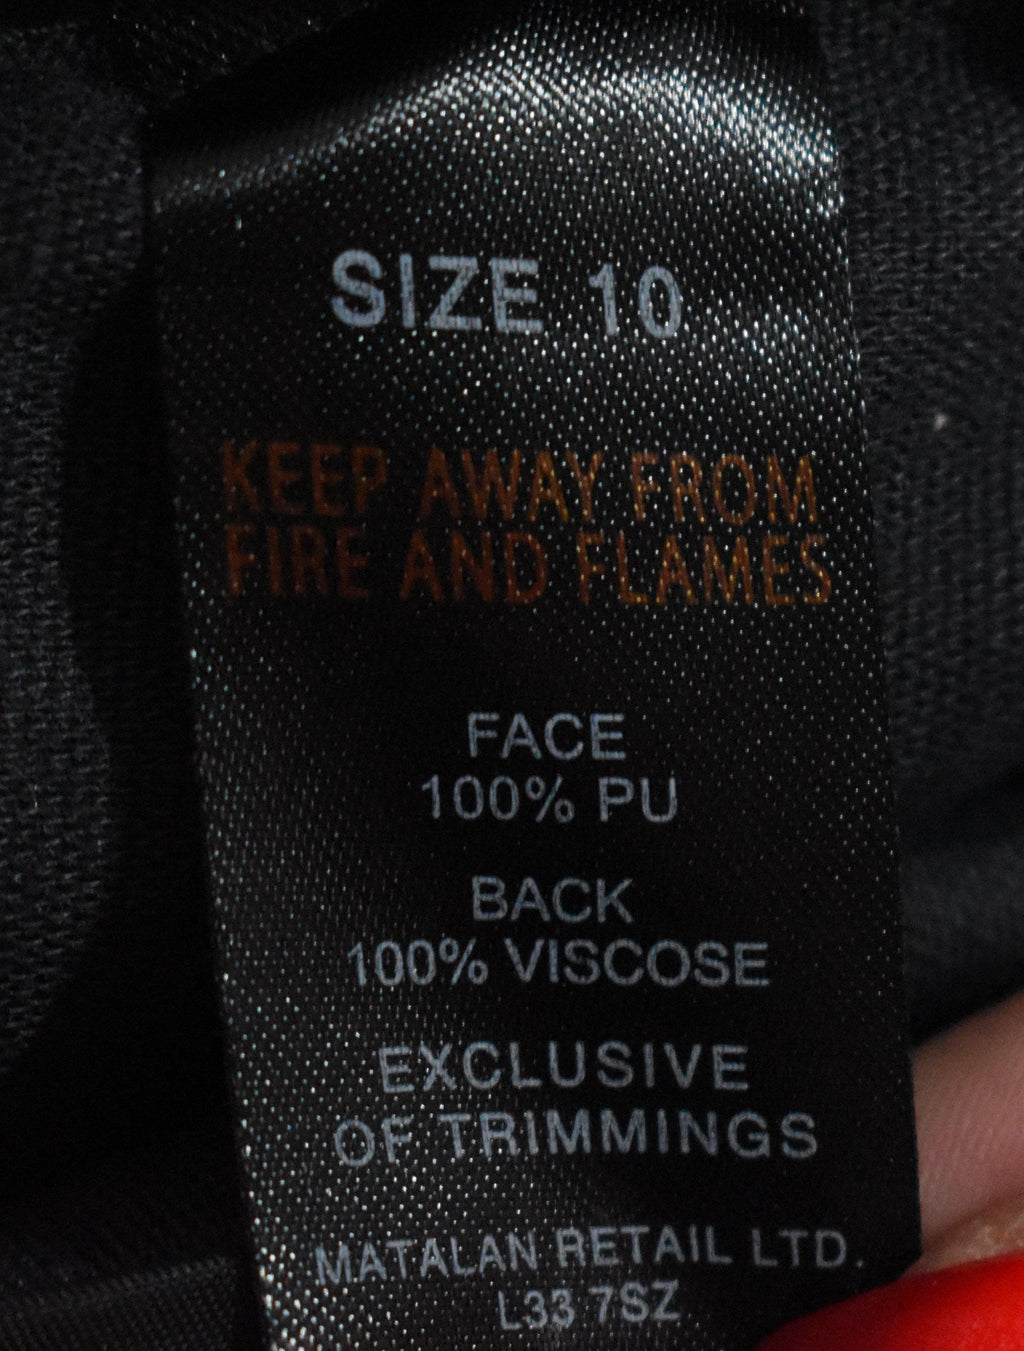 SIZE 10
KEEP AWAY FROM
FIRE AND FLAMES
FACE
100% PU
BACK
100% VISCOSE
EXCLUSIVE
OF TRIMMINGS
MATALAN RETAIL LTD.
L33 7SZ